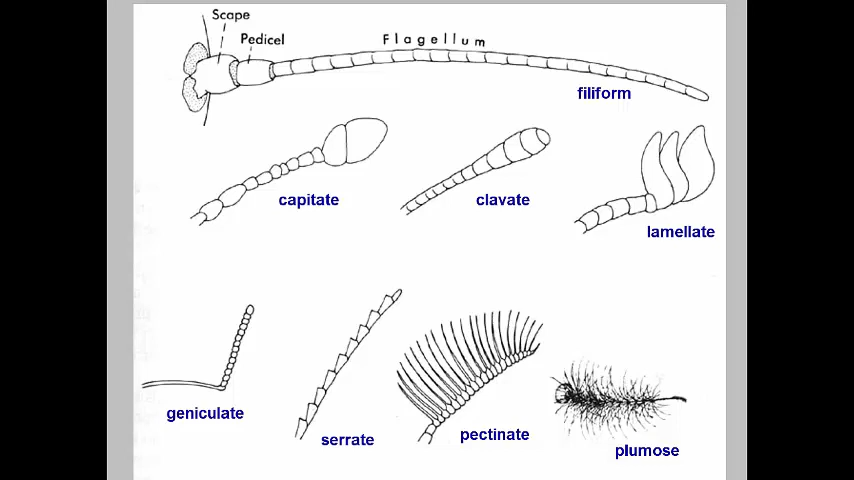 Scape
Pedicel
Flagellum
filiform
capitate
clavate
lamellate
geniculate
serrate
pectinate
plumose